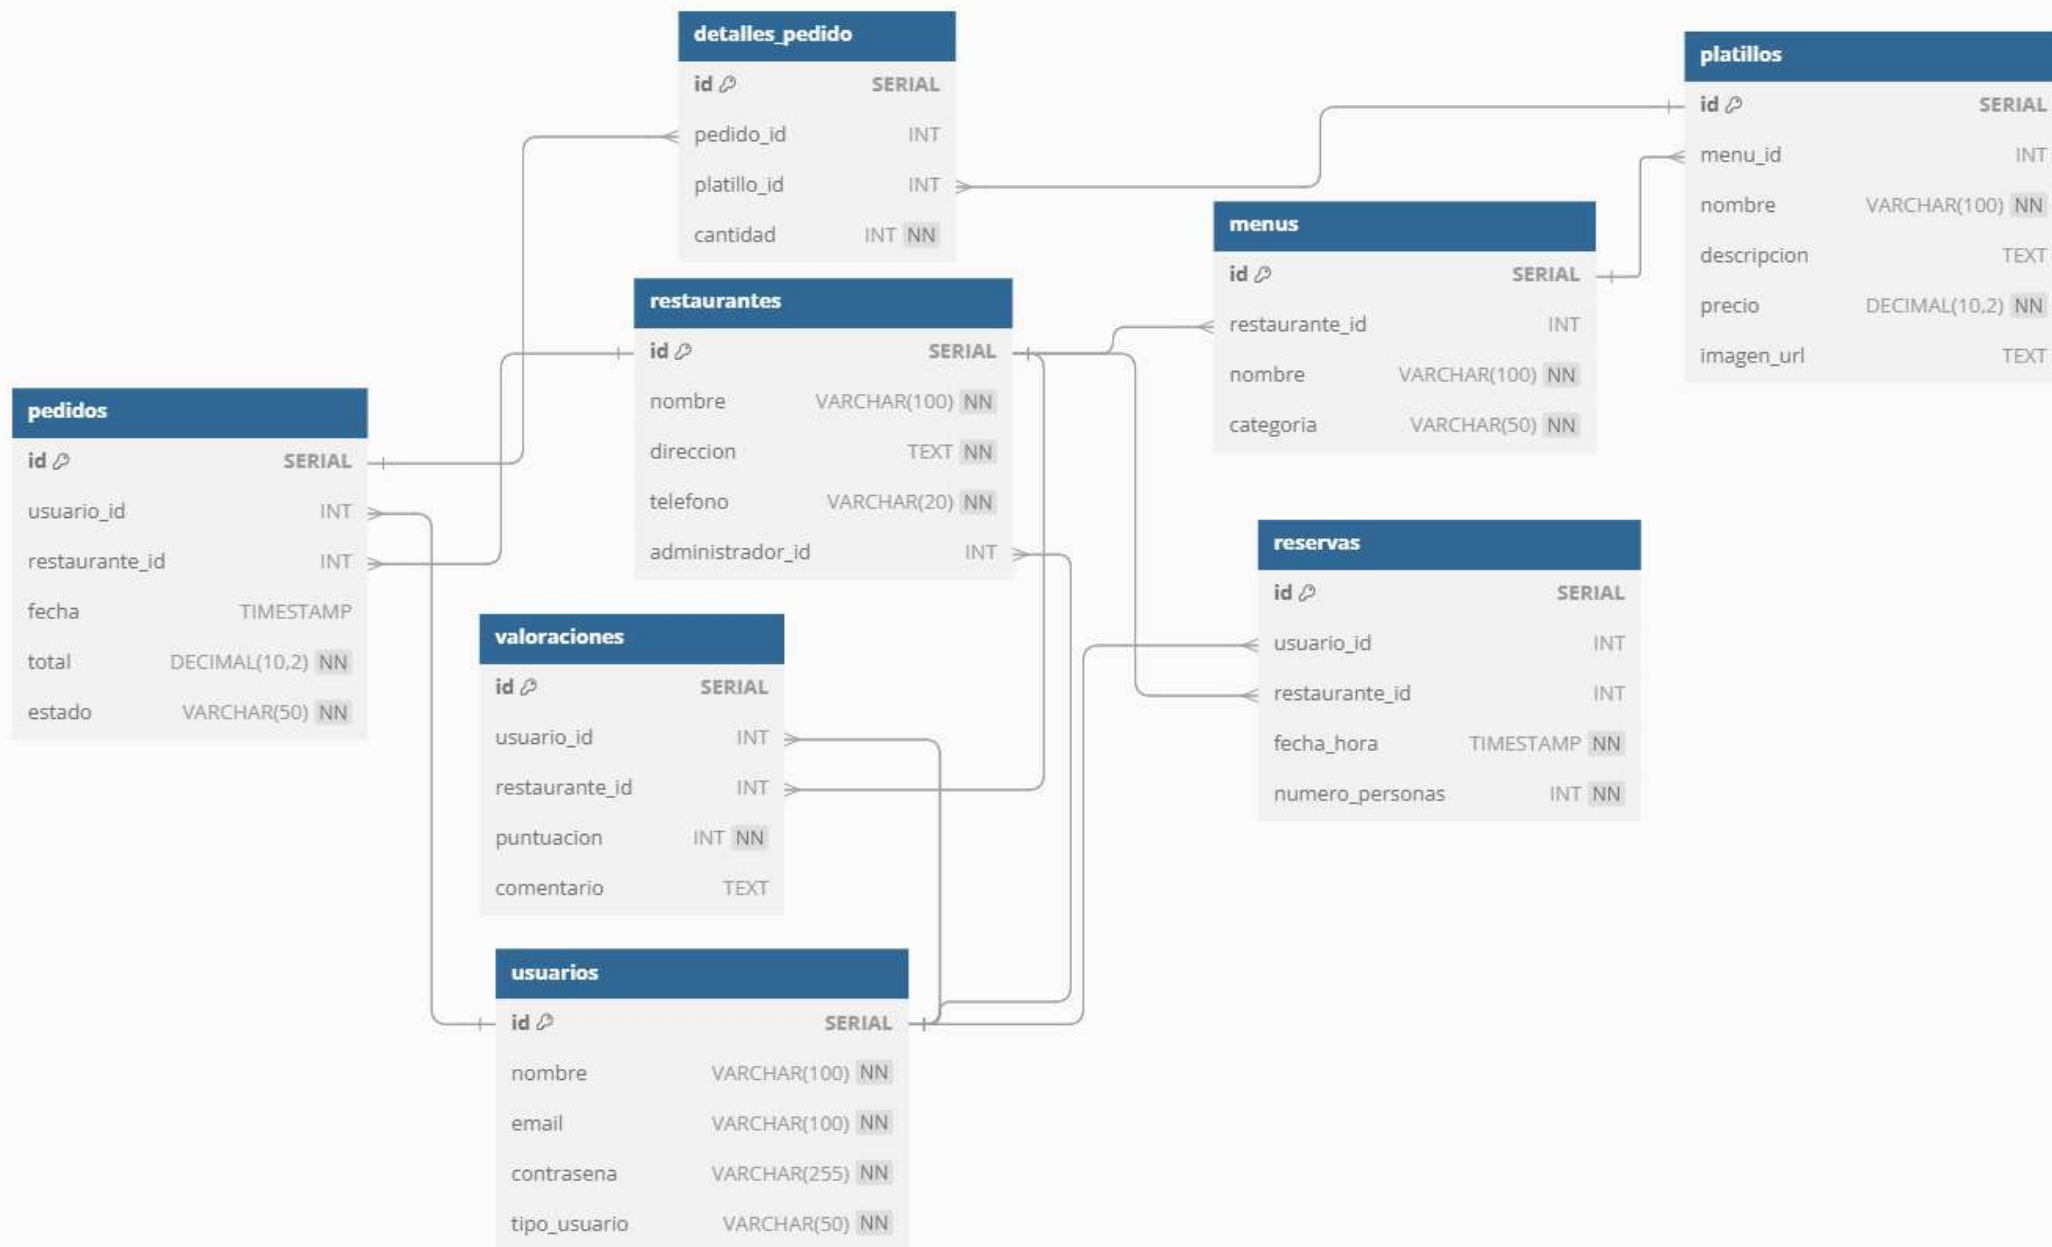 detalles_pedido
id SERIAL
pedido_id INT
platillo_id INT
cantidad INT NN
platillos
id SERIAL
menu_id INT
nombre VARCHAR(100) NN
descripcion TEXT
precio DECIMAL(10,2) NN
imagen_url TEXT
menus
id SERIAL
restaurante_id INT
nombre VARCHAR(100) NN
categoria VARCHAR(50) NN
restaurantes
id SERIAL
nombre VARCHAR(100) NN
direccion TEXT NN
telefono VARCHAR(20) NN
administrador_id INT
pedidos
id SERIAL
usuario_id INT
restaurante_id INT
fecha TIMESTAMP
total DECIMAL(10,2) NN
estado VARCHAR(50) NN
reservas
id SERIAL
usuario_id INT
restaurante_id INT
fecha_hora TIMESTAMP NN
numero_personas INT NN
valoraciones
id SERIAL
usuario_id INT
restaurante_id INT
puntuacion INT NN
comentario TEXT
usuarios
id SERIAL
nombre VARCHAR(100) NN
email VARCHAR(100) NN
contrasena VARCHAR(255) NN
tipo_usuario VARCHAR(50) NN